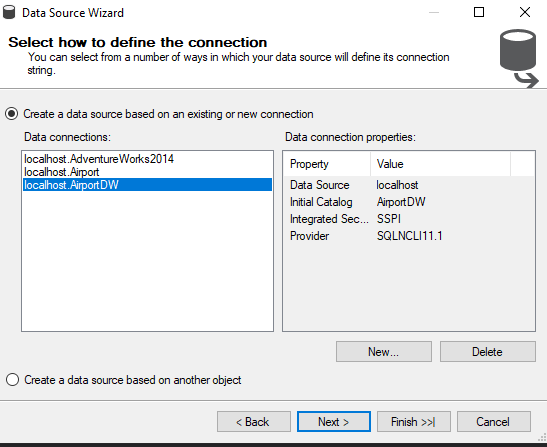 Data Source Wizard
Select how to define the connection
You can select from a number of ways in which your data source will define its connection
string.
Create a data source based on an existing or new connection
Data connections:
localhost.AdventureWorks2014
localhost.Airport
localhost.AirportDW
Data connection properties:
Property Value
Data Source localhost
Initial Catalog AirportDW
Integrated Sec... SSPI
Provider SQLNCLI11.1
New... Delete
Create a data source based on another object
< Back Next > Finish >>| Cancel